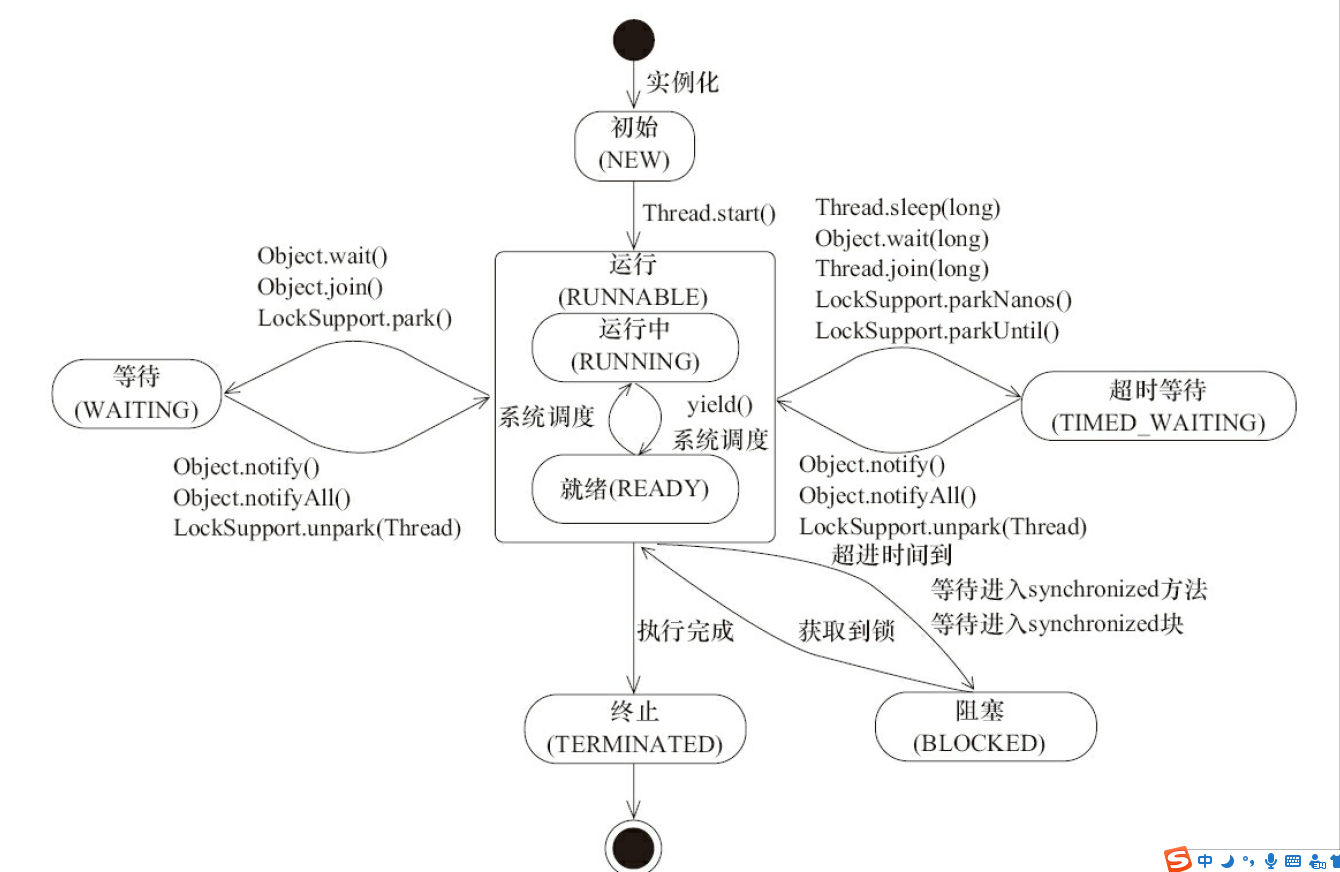 实例化
初始
(NEW)
Thread.start()
Object.wait()
Object.join()
LockSupport.park()
Thread.sleep(long)
Object.wait(long)
Thread.join(long)
LockSupport.parkNanos()
LockSupport.parkUntil()
运行
(RUNNABLE)
运行中
(RUNNING)
等待
(WAITING)
超时等待
(TIMED_WAITING)
系统调度
yield()
系统调度
就绪(READY)
Object.notify()
Object.notifyAll()
LockSupport.unpark(Thread)
Object.notify()
Object.notifyAll()
LockSupport.unpark(Thread)
超进时间到
等待进入synchronized方法
等待进入synchronized块
执行完成
获取到锁
终止
(TERMINATED)
阻塞
(BLOCKED)
S中